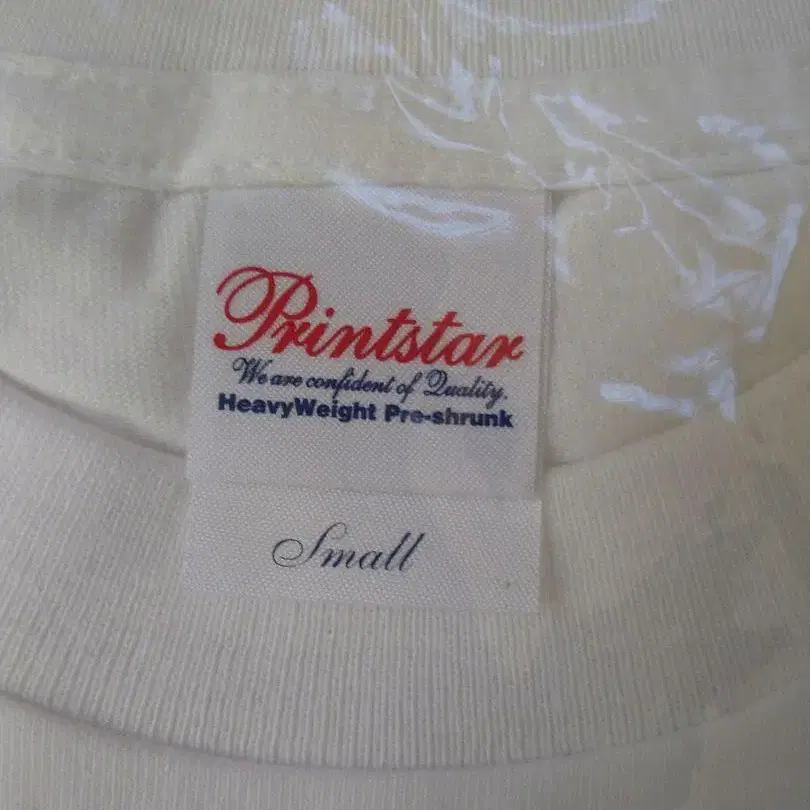 Printstar
We are confident of Quality.
HeavyWeight Pre-shrunk
Small